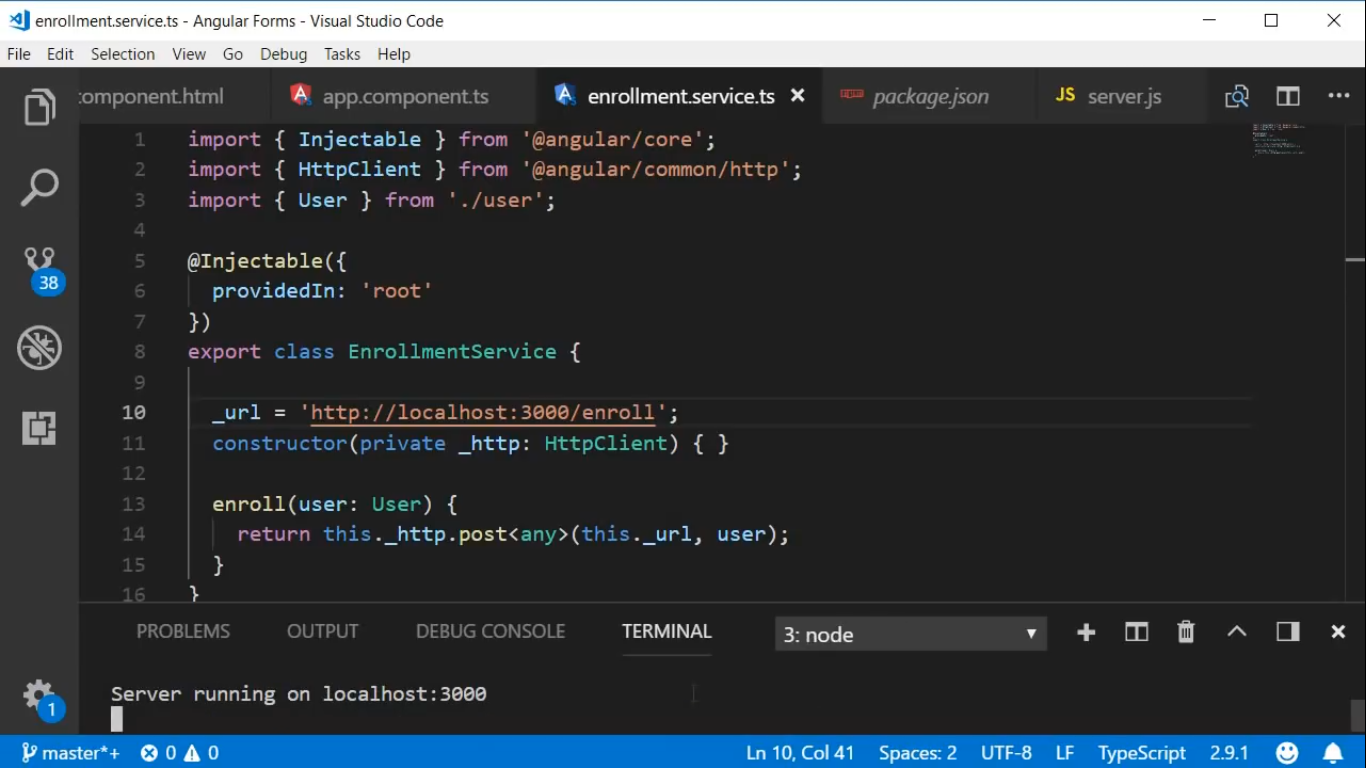 enrollment.service.ts - Angular Forms - Visual Studio Code
File Edit Selection View Go Debug Tasks Help
component.html app.component.ts enrollment.service.ts package.json JS server.js
1 import { Injectable } from '@angular/core';
2 import { HttpClient } from '@angular/common/http';
3 import { User } from './user';
4
5 @Injectable({
6 providedIn: 'root'
7 })
8 export class EnrollmentService {
9
10 _url = 'http://localhost:3000/enroll';
11 constructor(private _http: HttpClient) { }
12
13 enroll(user: User) {
14 return this._http.post<any>(this._url, user);
15 }
16 }
38
PROBLEMS OUTPUT DEBUG CONSOLE TERMINAL 3: node
Server running on localhost:3000
1
master*+ 0 0 Ln 10, Col 41 Spaces: 2 UTF-8 LF TypeScript 2.9.1